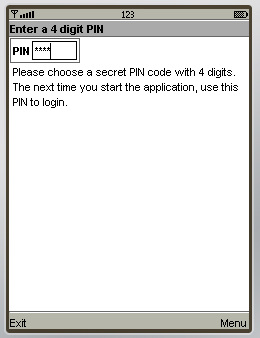 123
Enter a 4 digit PIN
PIN ****
Please choose a secret PIN code with 4 digits.
The next time you start the application, use this
PIN to login.
Exit Menu